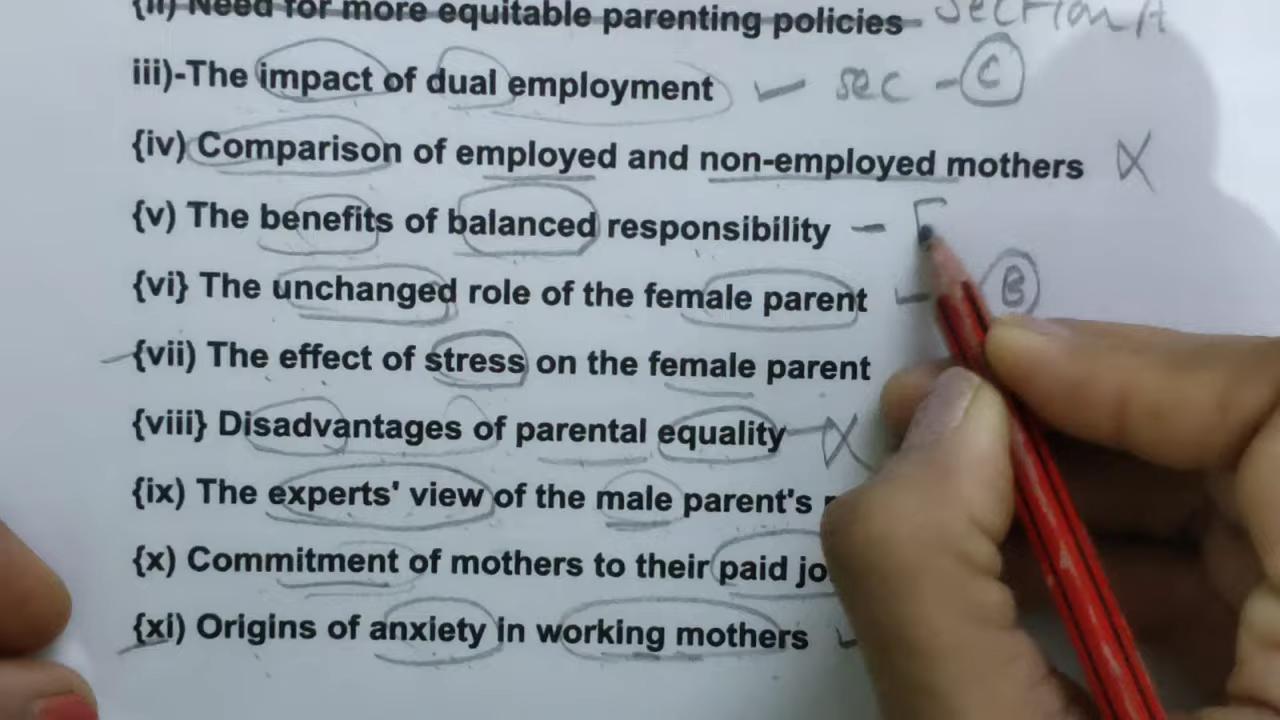 {ii) Need for more equitable parenting policies Section A
iii)-The impact of dual employment sec - C
{iv) Comparison of employed and non-employed mothers X
{v) The benefits of balanced responsibility -
{vi} The unchanged role of the female parent B
{vii) The effect of stress on the female parent
{viii} Disadvantages of parental equality X
{ix) The experts' view of the male parent's
{x) Commitment of mothers to their paid
{xi) Origins of anxiety in working mothers